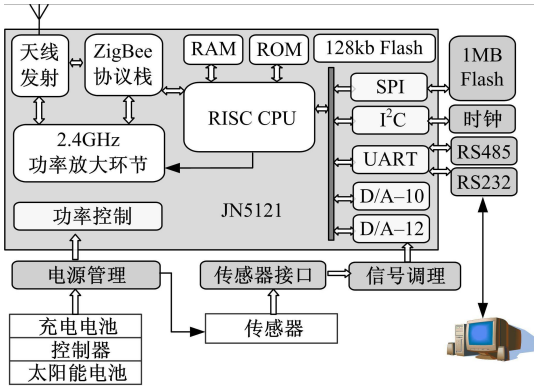 天线
发射
ZigBee
协议栈
RAM
ROM
128kb Flash
1MB
Flash
RISC CPU
SPI
I²C
时钟
2.4GHz
功率放大环节
UART
RS485
RS232
功率控制
JN5121
D/A–10
D/A–12
电源管理
传感器接口
信号调理
充电电池
控制器
太阳能电池
传感器